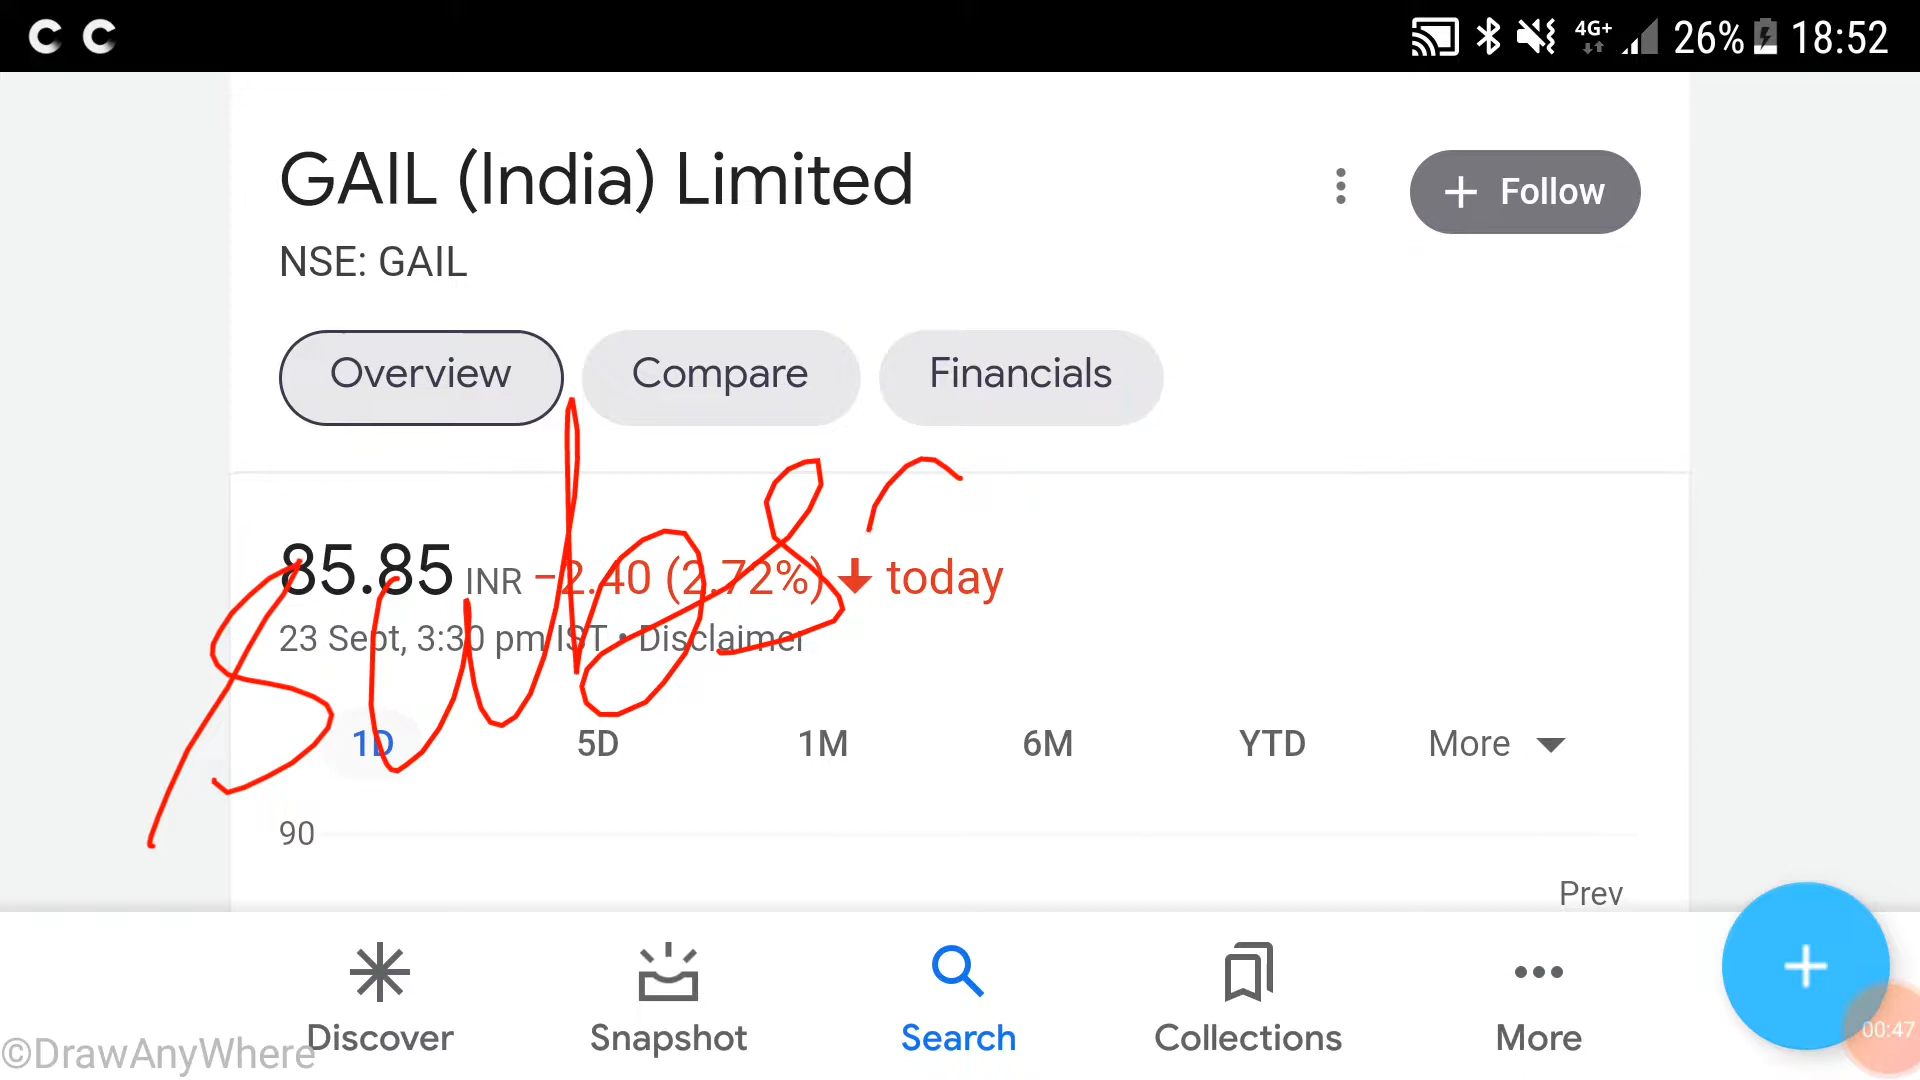 4G+ 26% 18:52
GAIL (India) Limited
+ Follow
NSE: GAIL
Overview Compare Financials
85.85 INR −2.40 (2.72%) today
23 Sept, 3:30 pm IST • Disclaimer
subs
1D 5D 1M 6M YTD More
90
Prev
Discover Snapshot Search Collections More
00:47
©DrawAnyWhere